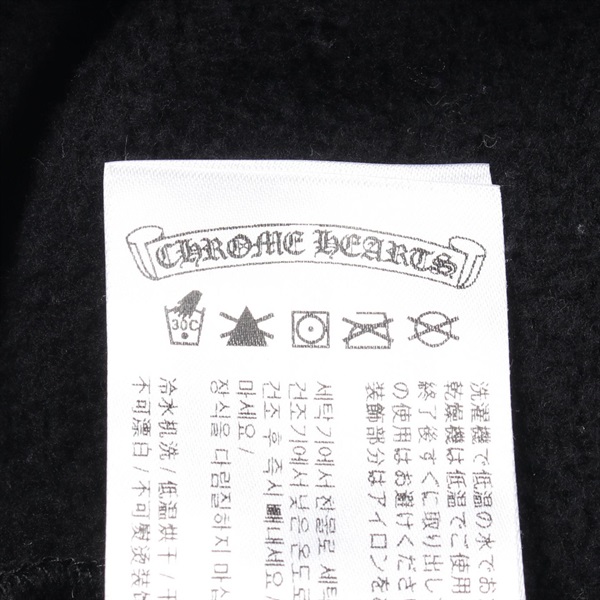 CHROME HEARTS
30C
洗濯機で低温の水でお
乾燥機は低温でご使用
終了後すぐに取り出し
の使用はお避けくださ
装飾部分はアイロンを
세탁기에서 찬물로
건조기에서 낮은 온도로
건조 후 즉시 빼내세요 /
마세요 /
장식을 다림질하지
冷水机洗 / 低温烘干 /
不可漂白 / 不可熨烫装